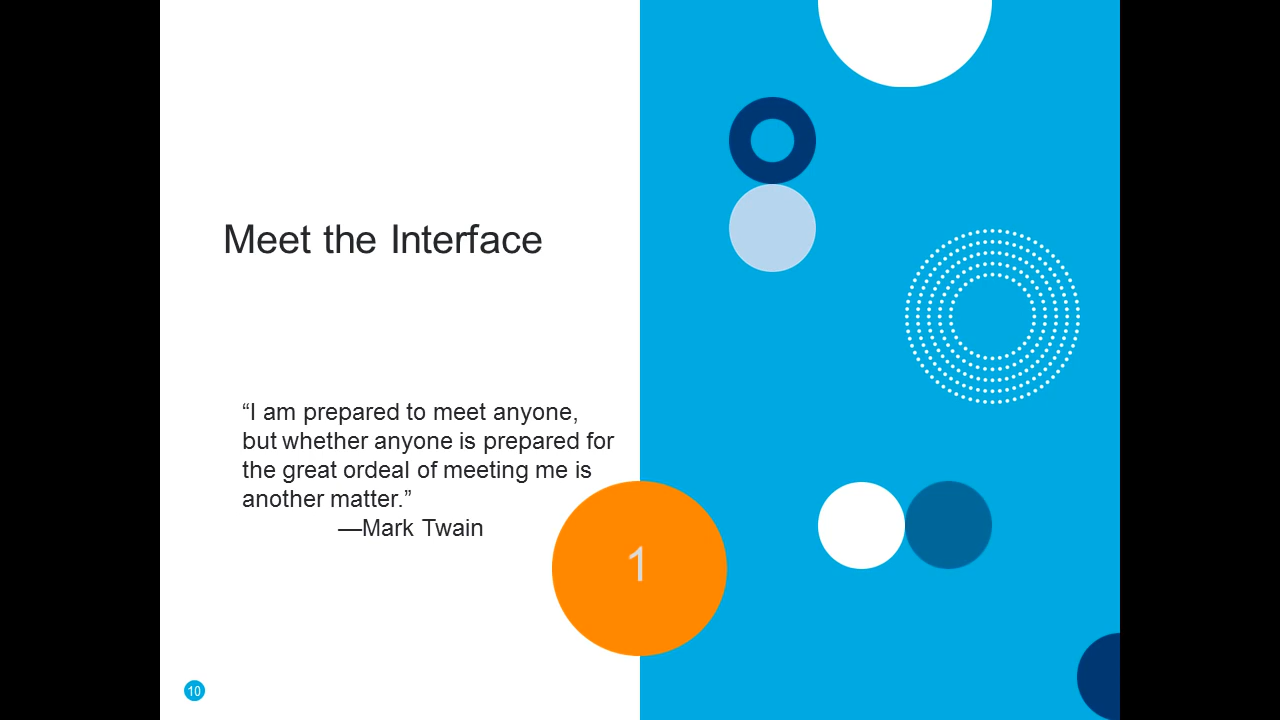 Meet the Interface
“I am prepared to meet anyone,
but whether anyone is prepared for
the great ordeal of meeting me is
another matter.”
—Mark Twain
1
10